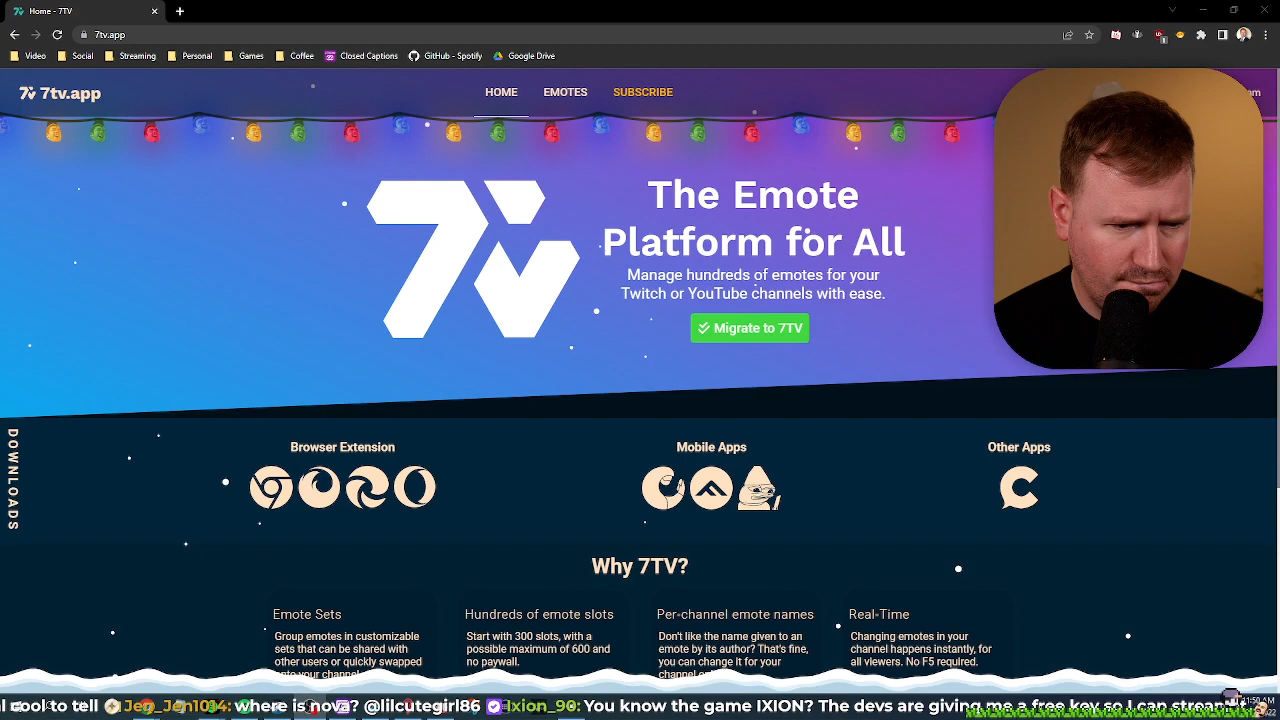 Home - 7TV
7tv.app
Video Social Streaming Personal Games Coffee Closed Captions GitHub - Spotify Google Drive
7tv.app HOME EMOTES SUBSCRIBE
The Emote
Platform for All
Manage hundreds of emotes for your
Twitch or YouTube channels with ease.
Migrate to 7TV
DOWNLOADS
Browser Extension
Mobile Apps
Other Apps
Why 7TV?
Emote Sets
Group emotes in customizable
sets that can be shared with
other users or quickly swapped
onto your channel.
Hundreds of emote slots
Start with 300 slots, with a
possible maximum of 600 and
no paywall.
Per-channel emote names
Don't like the name given to an
emote by its author? That's fine,
you can change it for your
channel
Real-Time
Changing emotes in your
channel happens instantly, for
all viewers. No F5 required.
l cool to tell Jen_Jen1014: where is nova? @lilcutegirl86 Ixion_90: You know the game IXION? The devs are giving me a free key so I can stream